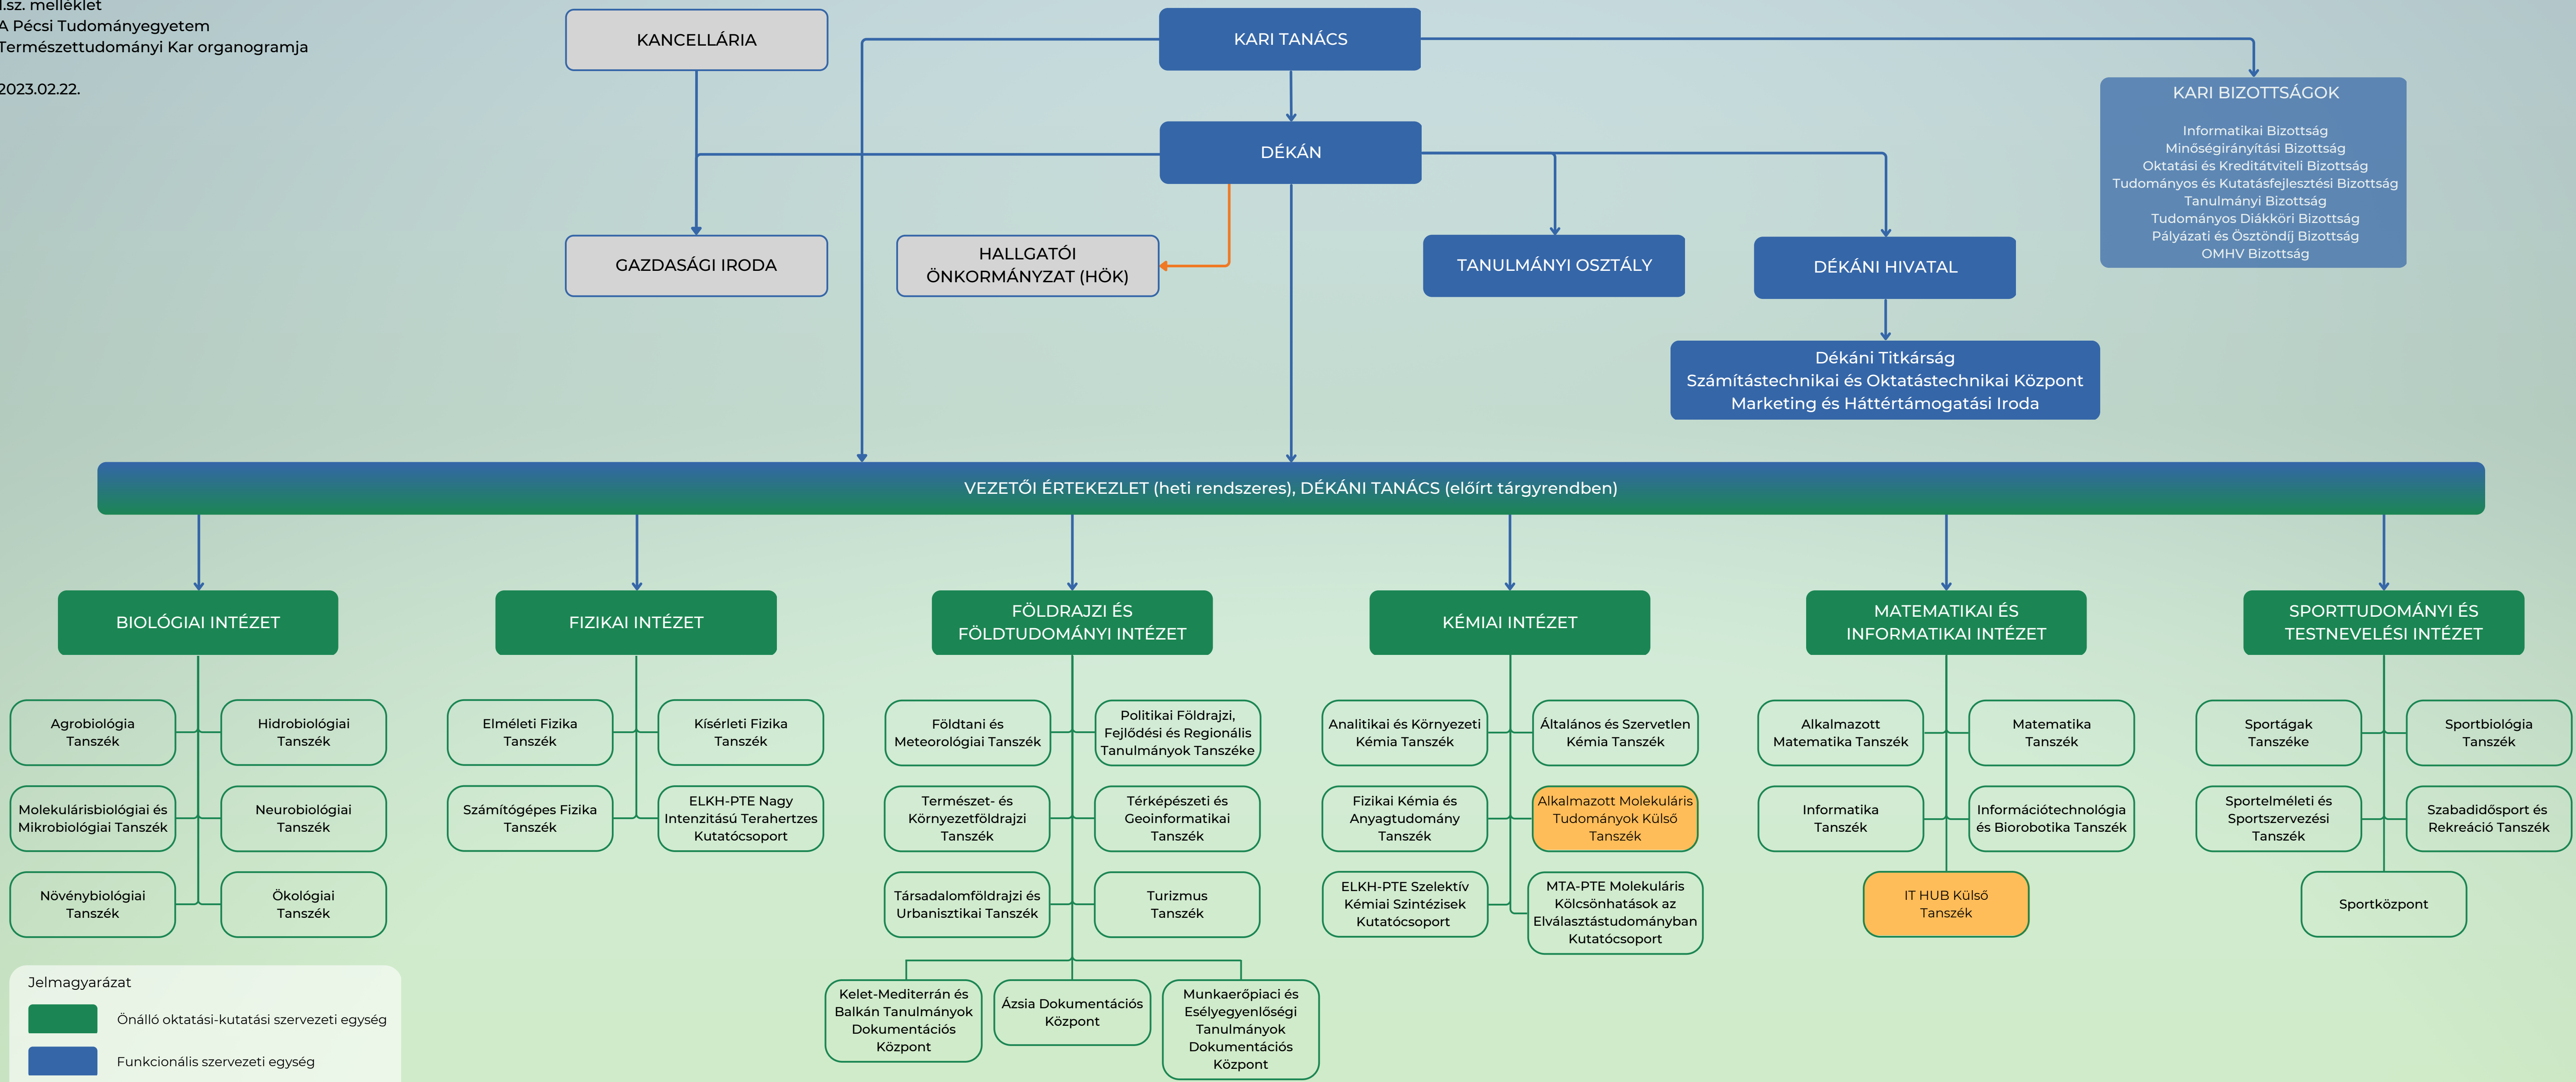 1.sz. melléklet
A Pécsi Tudományegyetem
Természettudományi Kar organogramja
2023.02.22.
KANCELLÁRIA
KARI TANÁCS
KARI BIZOTTSÁGOK
Informatikai Bizottság
Minőségirányítási Bizottság
Oktatási és Kreditátviteli Bizottság
Tudományos és Kutatásfejlesztési Bizottság
Tanulmányi Bizottság
Tudományos Diákköri Bizottság
Pályázati és Ösztöndíj Bizottság
OMHV Bizottság
DÉKÁN
GAZDASÁGI IRODA
HALLGATÓI
ÖNKORMÁNYZAT (HÖK)
TANULMÁNYI OSZTÁLY
DÉKÁNI HIVATAL
Dékáni Titkárság
Számítástechnikai és Oktatástechnikai Központ
Marketing és Háttértámogatási Iroda
VEZETŐI ÉRTEKEZLET (heti rendszeres), DÉKÁNI TANÁCS (előírt tárgyrendben)
BIOLÓGIAI INTÉZET
FIZIKAI INTÉZET
FÖLDRAJZI ÉS
FÖLDTUDOMÁNYI INTÉZET
KÉMIAI INTÉZET
MATEMATIKAI ÉS
INFORMATIKAI INTÉZET
SPORTTUDOMÁNYI ÉS
TESTNEVELÉSI INTÉZET
Agrobiológia
Tanszék
Hidrobiológiai
Tanszék
Molekulárisbiológiai és
Mikrobiológiai Tanszék
Neurobiológiai
Tanszék
Növénybiológiai
Tanszék
Ökológiai
Tanszék
Elméleti Fizika
Tanszék
Kísérleti Fizika
Tanszék
Számítógépes Fizika
Tanszék
ELKH-PTE Nagy
Intenzitású Terahertzes
Kutatócsoport
Földtani és
Meteorológiai Tanszék
Politikai Földrajzi,
Fejlődési és Regionális
Tanulmányok Tanszéke
Természet- és
Környezetföldrajzi
Tanszék
Térképészeti és
Geoinformatikai
Tanszék
Társadalomföldrajzi és
Urbanisztikai Tanszék
Turizmus
Tanszék
Kelet-Mediterrán és
Balkán Tanulmányok
Dokumentációs
Központ
Ázsia Dokumentációs
Központ
Munkaerőpiaci és
Esélyegyenlőségi
Tanulmányok
Dokumentációs
Központ
Analitikai és Környezeti
Kémia Tanszék
Általános és Szervetlen
Kémia Tanszék
Fizikai Kémia és
Anyagtudomány
Tanszék
Alkalmazott Molekuláris
Tudományok Külső
Tanszék
ELKH-PTE Szelektív
Kémiai Szintézisek
Kutatócsoport
MTA-PTE Molekuláris
Kölcsönhatások az
Elválasztástudományban
Kutatócsoport
Alkalmazott
Matematika Tanszék
Matematika
Tanszék
Informatika
Tanszék
Információtechnológia
és Biorobotika Tanszék
IT HUB Külső
Tanszék
Sportágak
Tanszéke
Sportbiológia
Tanszék
Sportelméleti és
Sportszervezési
Tanszék
Szabadidősport és
Rekreáció Tanszék
Sportközpont
Jelmagyarázat
Önálló oktatási-kutatási szervezeti egység
Funkcionális szervezeti egység